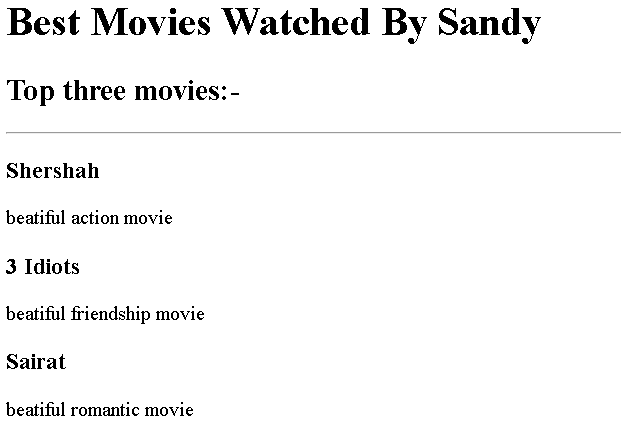 Best Movies Watched By Sandy
Top three movies:-
Shershah
beatiful action movie
3 Idiots
beatiful friendship movie
Sairat
beatiful romantic movie